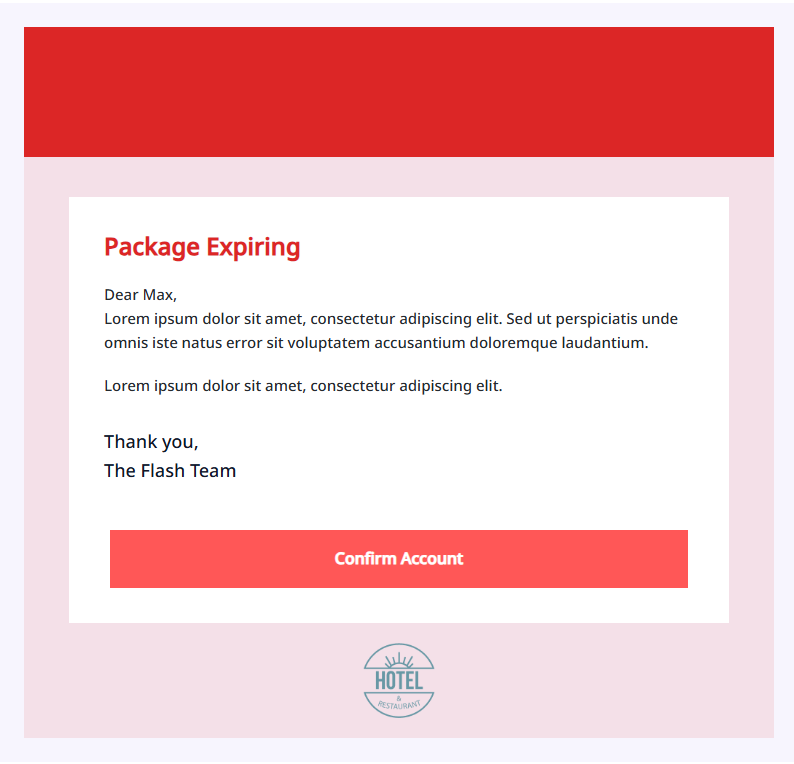 Package Expiring
Dear Max,
Lorem ipsum dolor sit amet, consectetur adipiscing elit. Sed ut perspiciatis unde
omnis iste natus error sit voluptatem accusantium doloremque laudantium.
Lorem ipsum dolor sit amet, consectetur adipiscing elit.
Thank you,
The Flash Team
Confirm Account
HOTEL
&
RESTAURANT